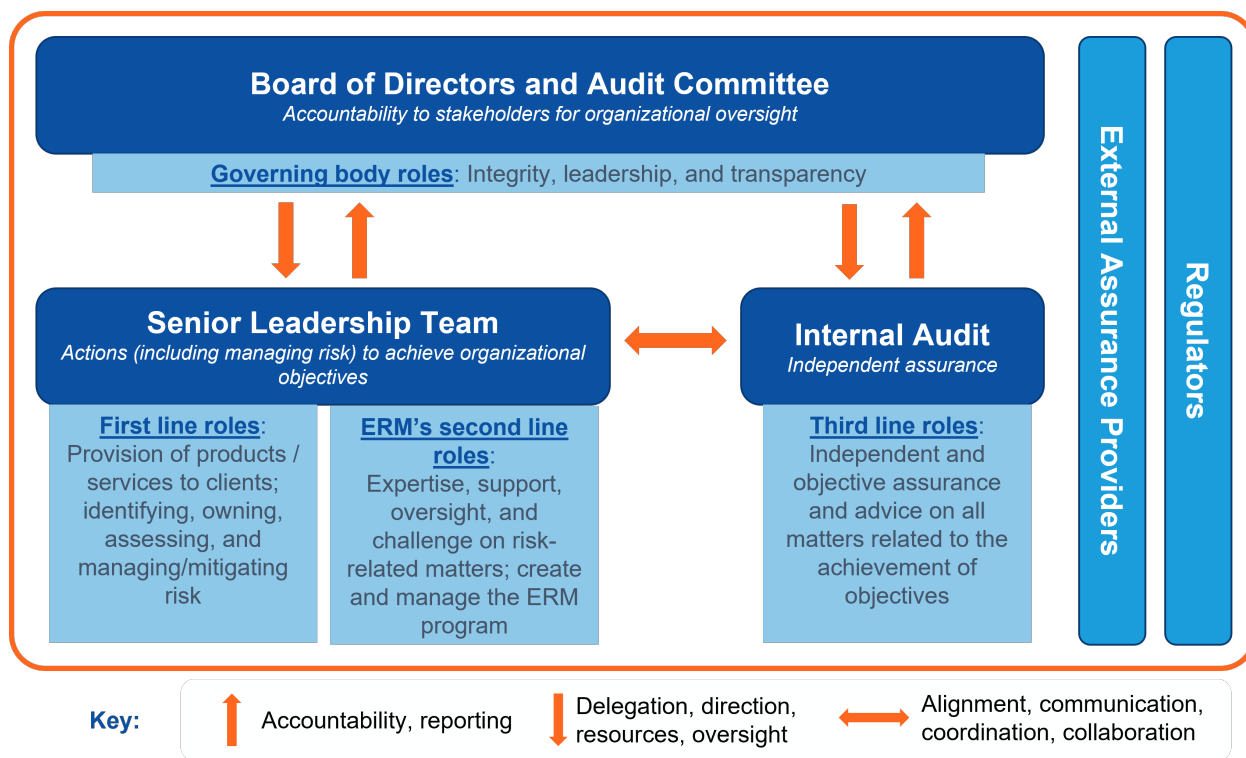 Board of Directors and Audit Committee
Accountability to stakeholders for organizational oversight
Governing body roles: Integrity, leadership, and transparency
Senior Leadership Team
Actions (including managing risk) to achieve organizational
objectives
First line roles:
Provision of products /
services to clients;
identifying, owning,
assessing, and
managing/mitigating
risk
ERM’s second line
roles:
Expertise, support,
oversight, and
challenge on risk-
related matters; create
and manage the ERM
program
Internal Audit
Independent assurance
Third line roles:
Independent and
objective assurance
and advice on all
matters related to the
achievement of
objectives
External Assurance Providers
Regulators
Key:
Accountability, reporting
Delegation, direction,
resources, oversight
Alignment, communication,
coordination, collaboration